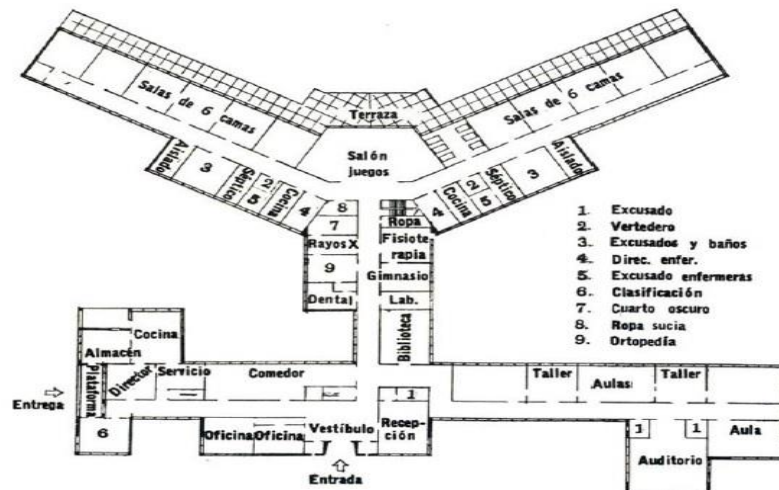 Salas de 6 camas
Terraza
Salas de 6 camas
Salón
juegos
Aislado
3
Séptico
2
5
Cocina
4
4
Cocina
2
5
Séptico
3
Aislado
8
7
Rayos X
9
Dental
Ropa
Fisiote
rapia
Gimnasio
Lab.
Biblioteca
1. Excusado
2. Vertedero
3. Excusados y baños
4. Direc. enfer.
5. Excusado enfermeras
6. Clasificación
7. Cuarto oscuro
8. Ropa sucia
9. Ortopedia
Cocina
Almacén
Plataforma
Director
Servicio
Comedor
Entrega
6
Oficina
Oficina
Vestíbulo
1
Recep-
ción
Entrada
Taller
Aulas
Taller
1
1
Aula
Auditorio